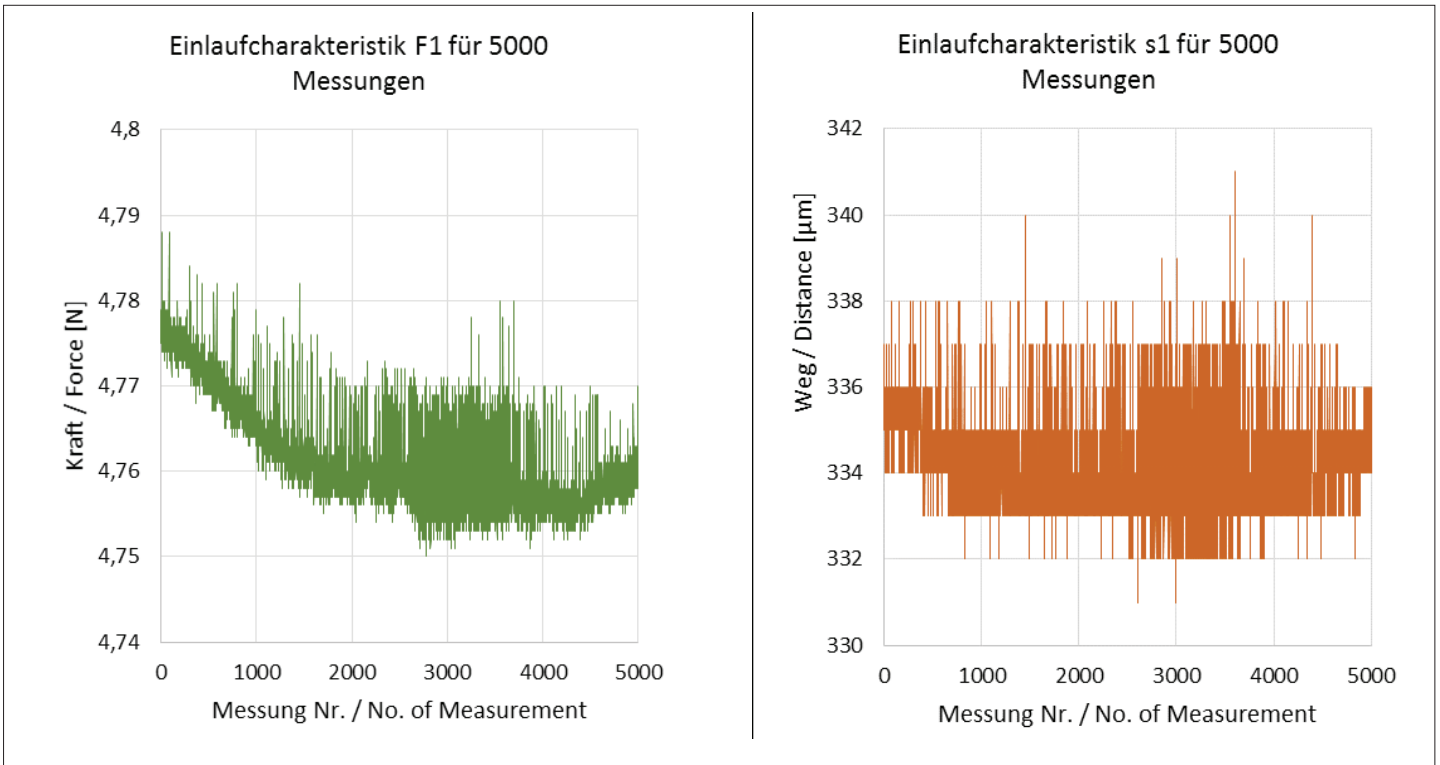 Einlaufcharakteristik F1 für 5000
Messungen
4,8
4,79
4,78
4,77
4,76
4,75
4,74
Kraft / Force [N]
0 1000 2000 3000 4000 5000
Messung Nr. / No. of Measurement
Einlaufcharakteristik s1 für 5000
Messungen
342
340
338
336
334
332
330
Weg / Distance [µm]
0 1000 2000 3000 4000 5000
Messung Nr. / No. of Measurement